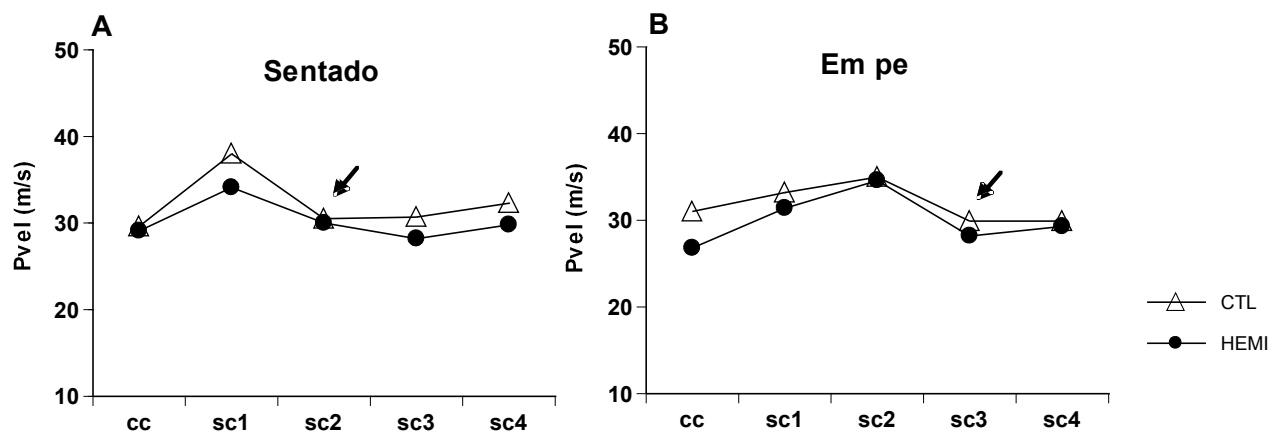 A
Sentado
50
40
30
20
10
Pvel (m/s)
cc sc1 sc2 sc3 sc4
B
Em pe
50
40
30
20
10
Pvel (m/s)
cc sc1 sc2 sc3 sc4
CTL
HEMI